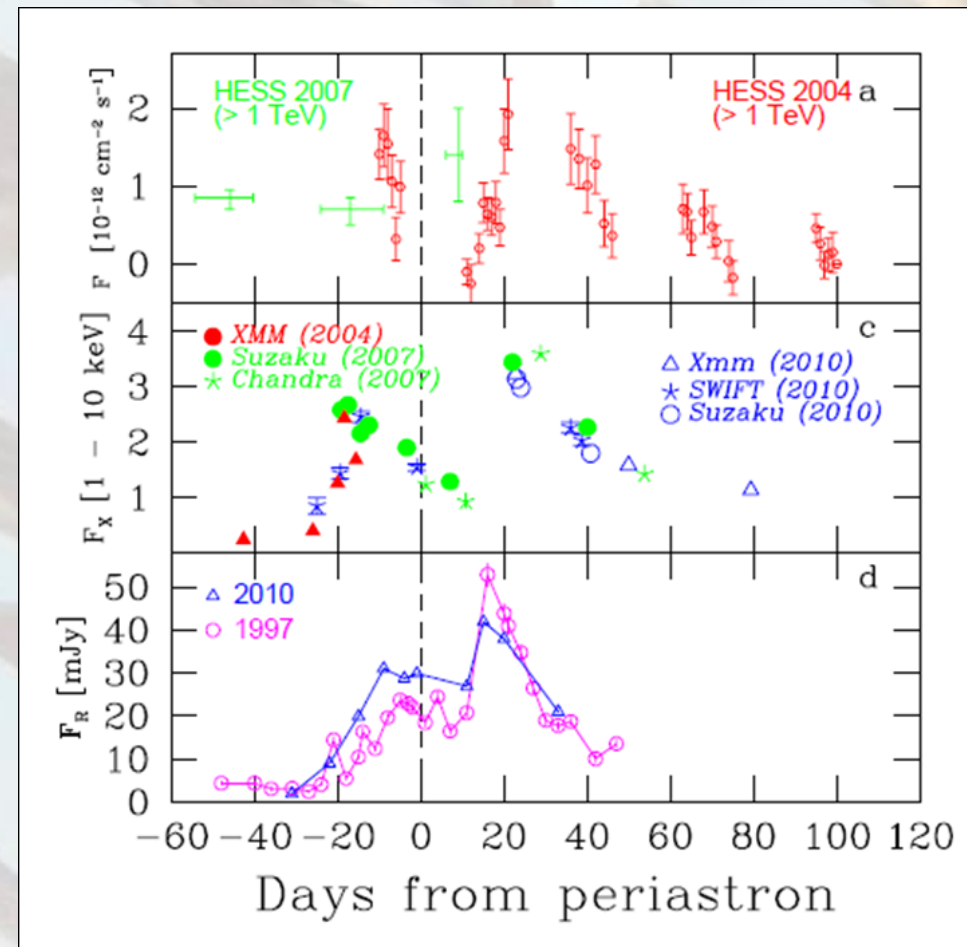 HESS 2007
(> 1 TeV)
HESS 2004
(> 1 TeV)
a
F [10⁻¹² cm⁻² s⁻¹]
2
1
0
XMM (2004)
Suzaku (2007)
Chandra (2007)
c
Xmm (2010)
SWIFT (2010)
Suzaku (2010)
F_X [1 - 10 keV]
4
3
2
1
d
2010
1997
F_R [mJy]
50
40
30
20
10
0
-60 -40 -20 0 20 40 60 80 100 120
Days from periastron